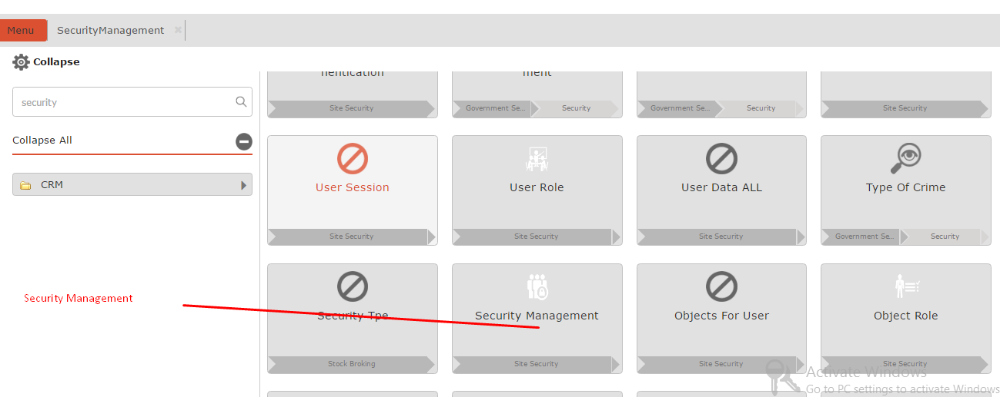 Menu
SecurityManagement
Collapse
security
Collapse All
CRM
Security Management
nentication
ment
Site Security
Government Se... Security
Government Se... Security
Site Security
User Session
User Role
User Data ALL
Type Of Crime
Site Security
Site Security
Site Security
Government Se... Security
Security Tpe
Security Management
Objects For User
Object Role
Stock Broking
Site Security
Site Security
Site Security
Activate Windows
Go to PC settings to activate Windows